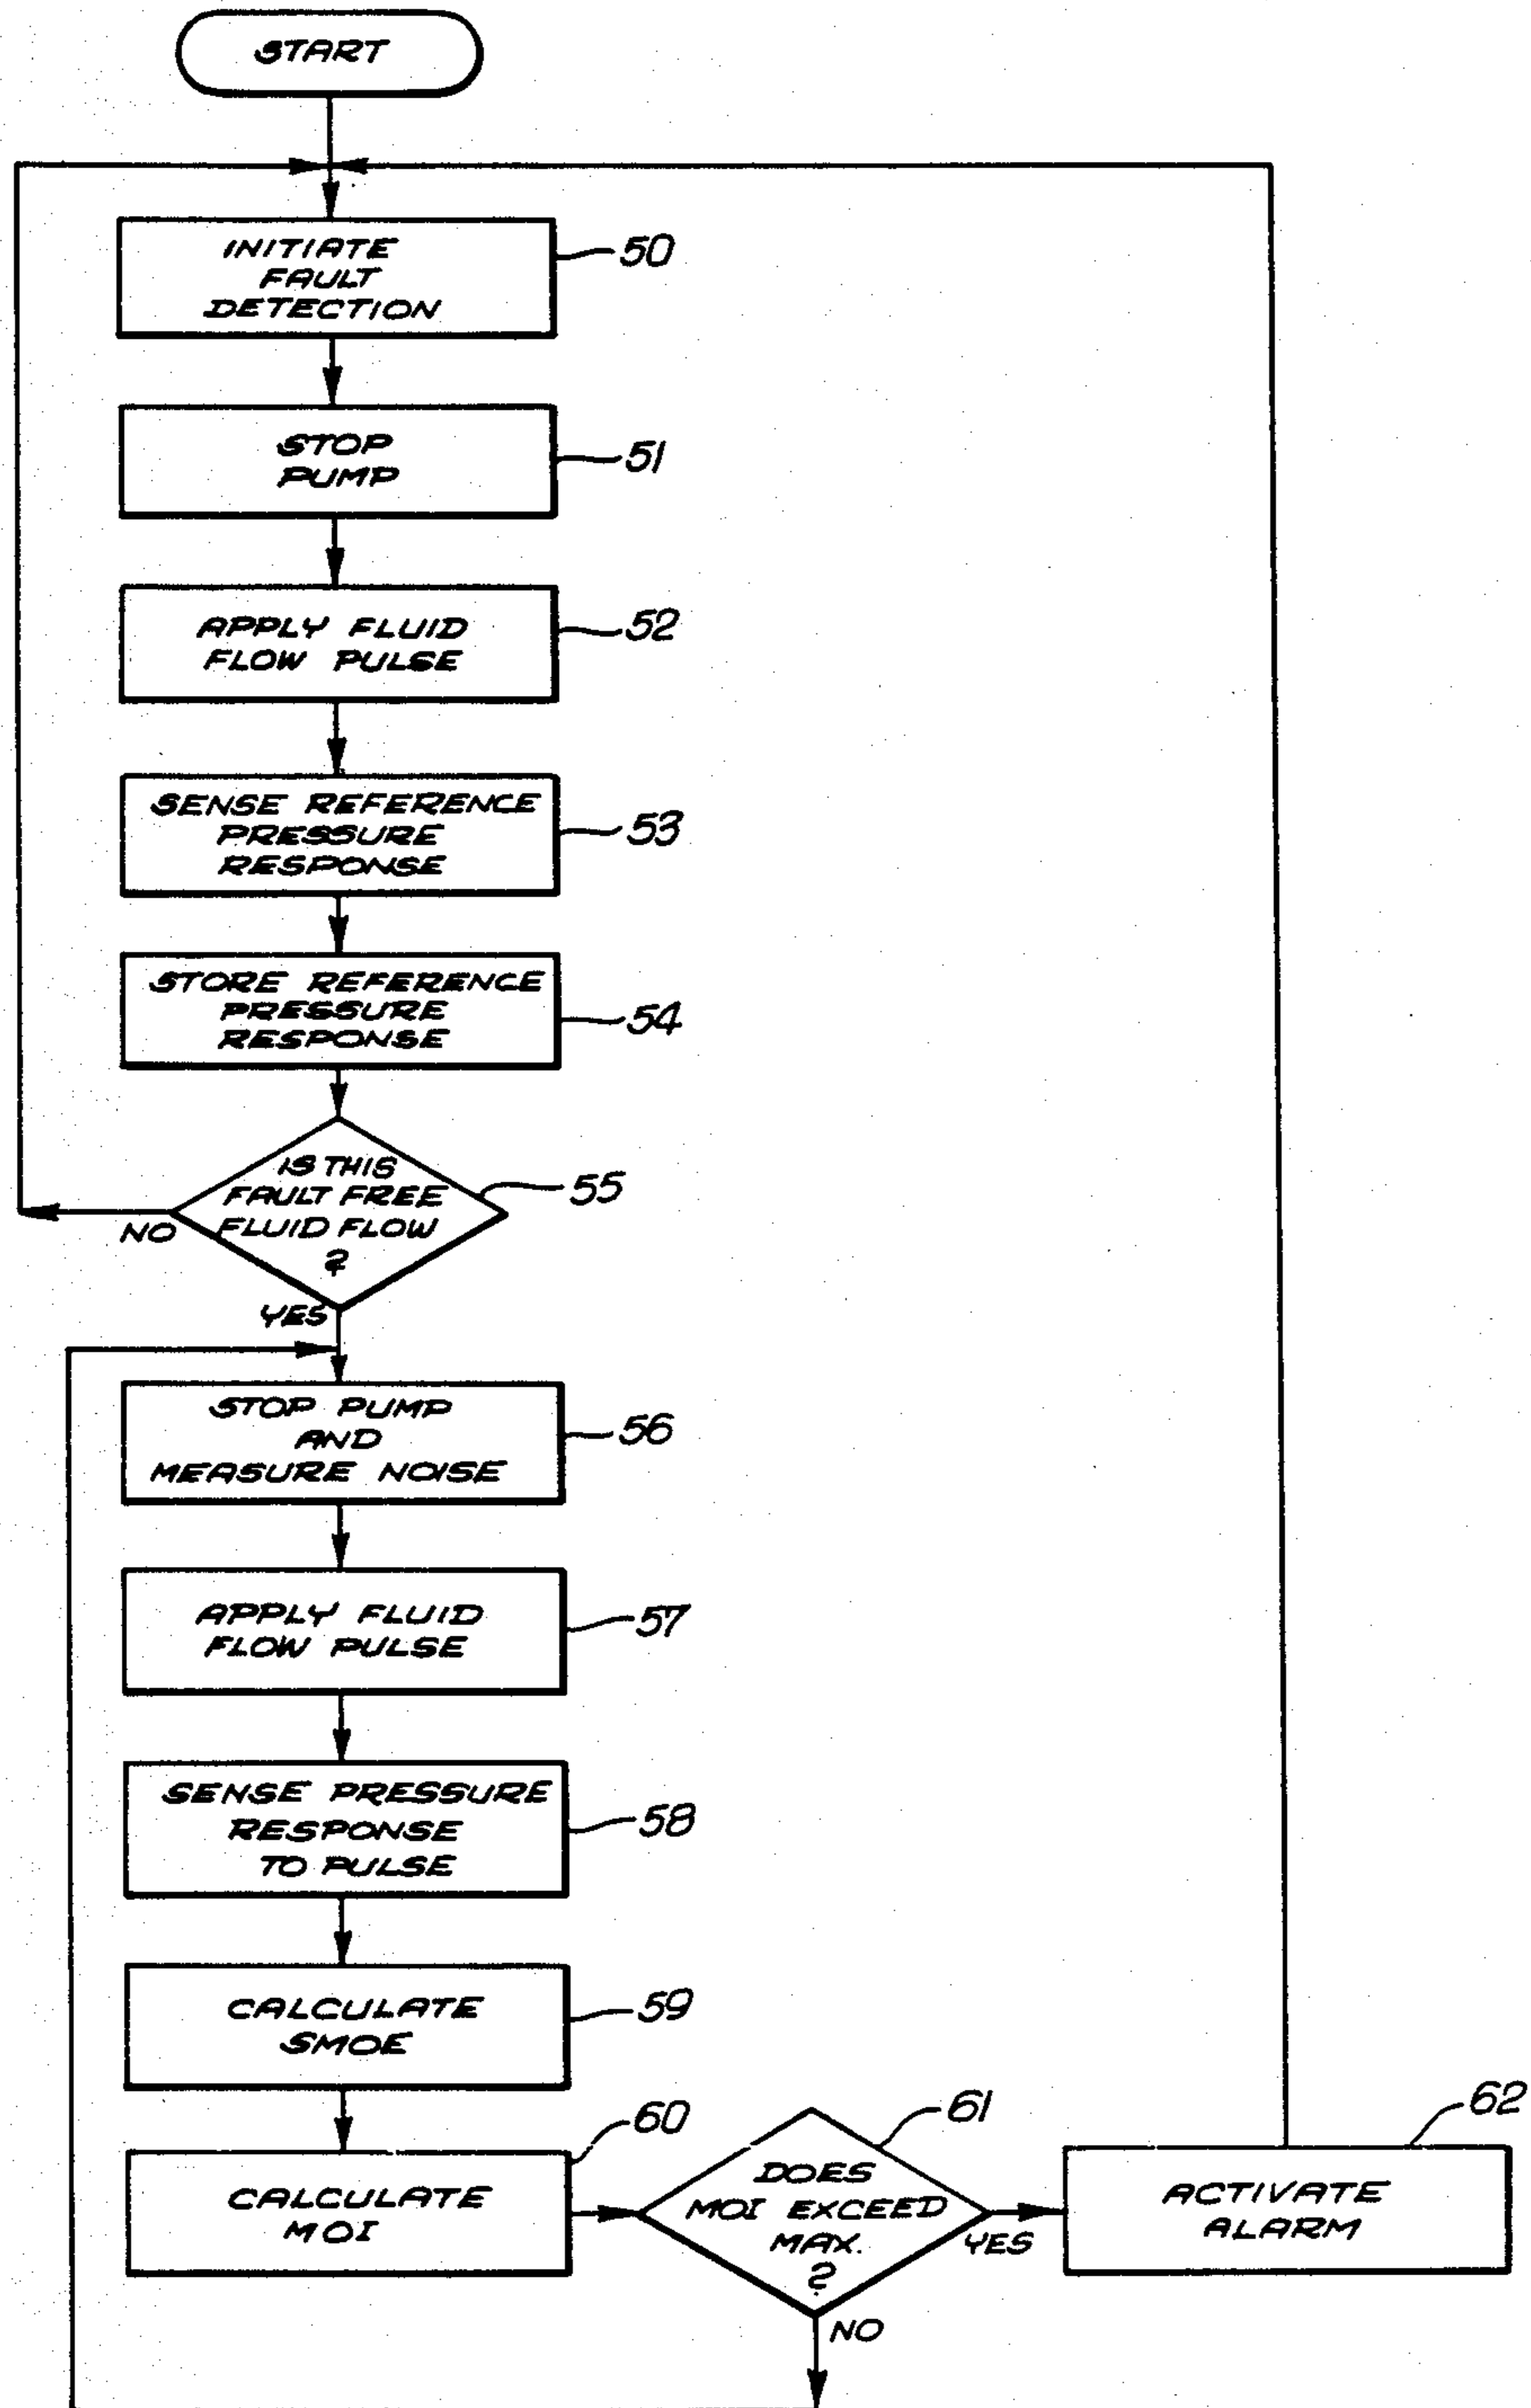 START
INITIATE
FAULT
DETECTION
50
STOP
PUMP
51
APPLY FLUID
FLOW PULSE
52
SENSE REFERENCE
PRESSURE
RESPONSE
53
STORE REFERENCE
PRESSURE
RESPONSE
54
IS THIS
FAULT FREE
FLUID FLOW
?
55
NO
YES
STOP PUMP
AND
MEASURE NOISE
56
APPLY FLUID
FLOW PULSE
57
SENSE PRESSURE
RESPONSE
TO PULSE
58
CALCULATE
SMOE
59
CALCULATE
MOI
60
DOES
MOI EXCEED
MAX.
?
61
YES
NO
ACTIVATE
ALARM
62